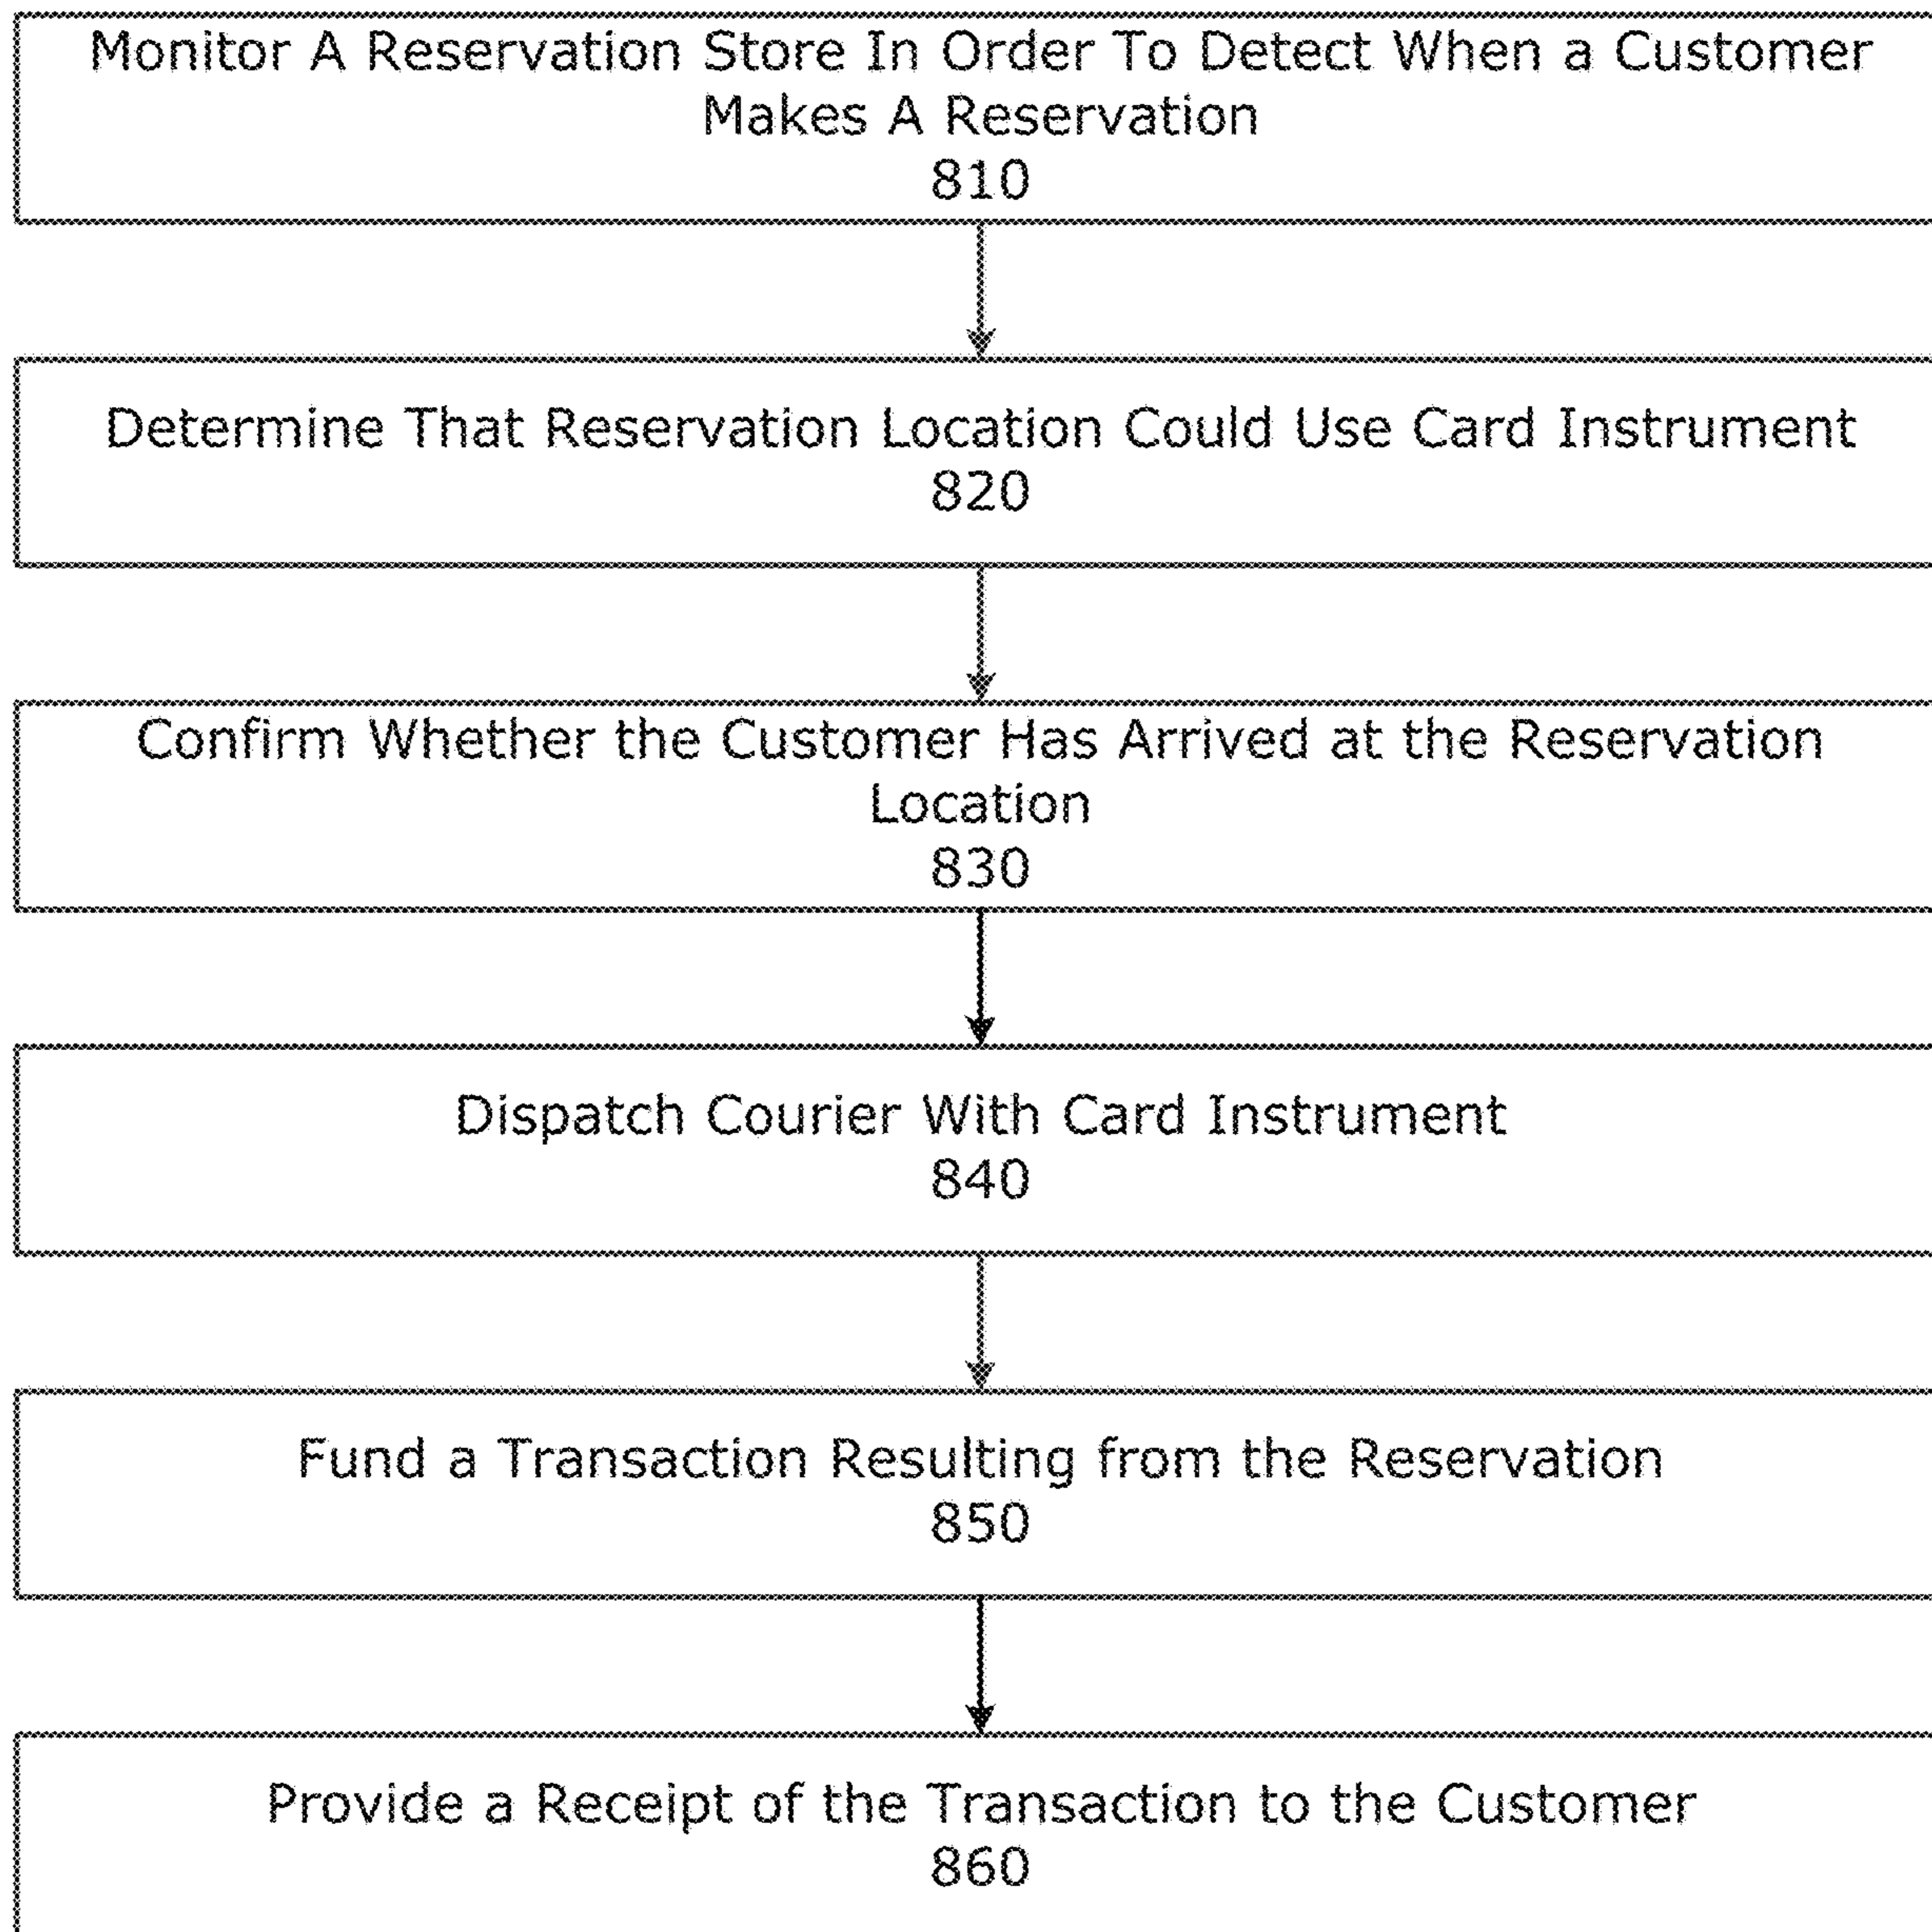 Monitor A Reservation Store In Order To Detect When a Customer
Makes A Reservation
810
Determine That Reservation Location Could Use Card Instrument
820
Confirm Whether the Customer Has Arrived at the Reservation
Location
830
Dispatch Courier With Card Instrument
840
Fund a Transaction Resulting from the Reservation
850
Provide a Receipt of the Transaction to the Customer
860